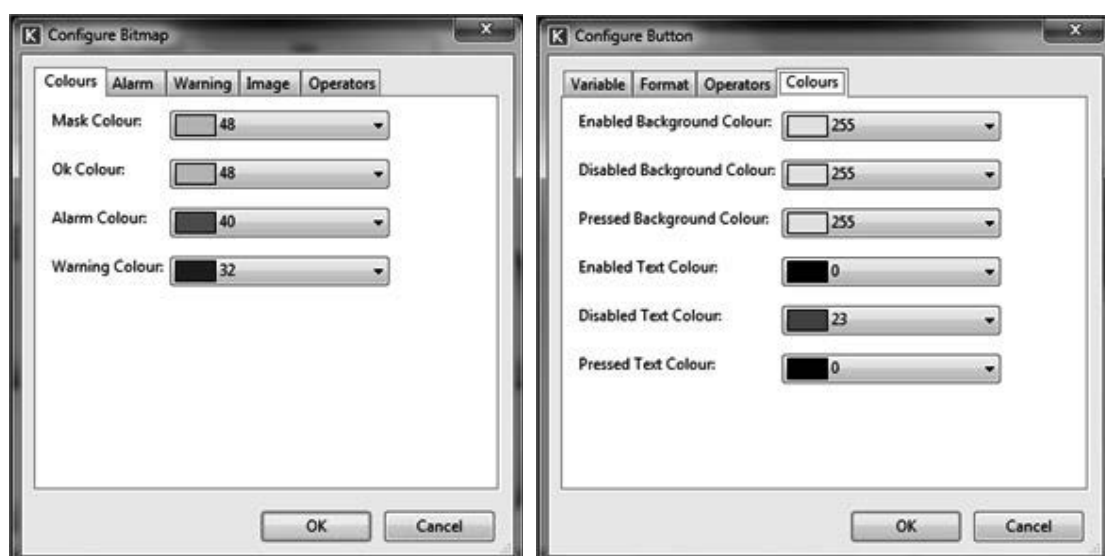 K Configure Bitmap
Colours Alarm Warning Image Operators
Mask Colour: 48
Ok Colour: 48
Alarm Colour: 40
Warning Colour: 32
OK Cancel
K Configure Button
Variable Format Operators Colours
Enabled Background Colour: 255
Disabled Background Colour: 255
Pressed Background Colour: 255
Enabled Text Colour: 0
Disabled Text Colour: 23
Pressed Text Colour: 0
OK Cancel